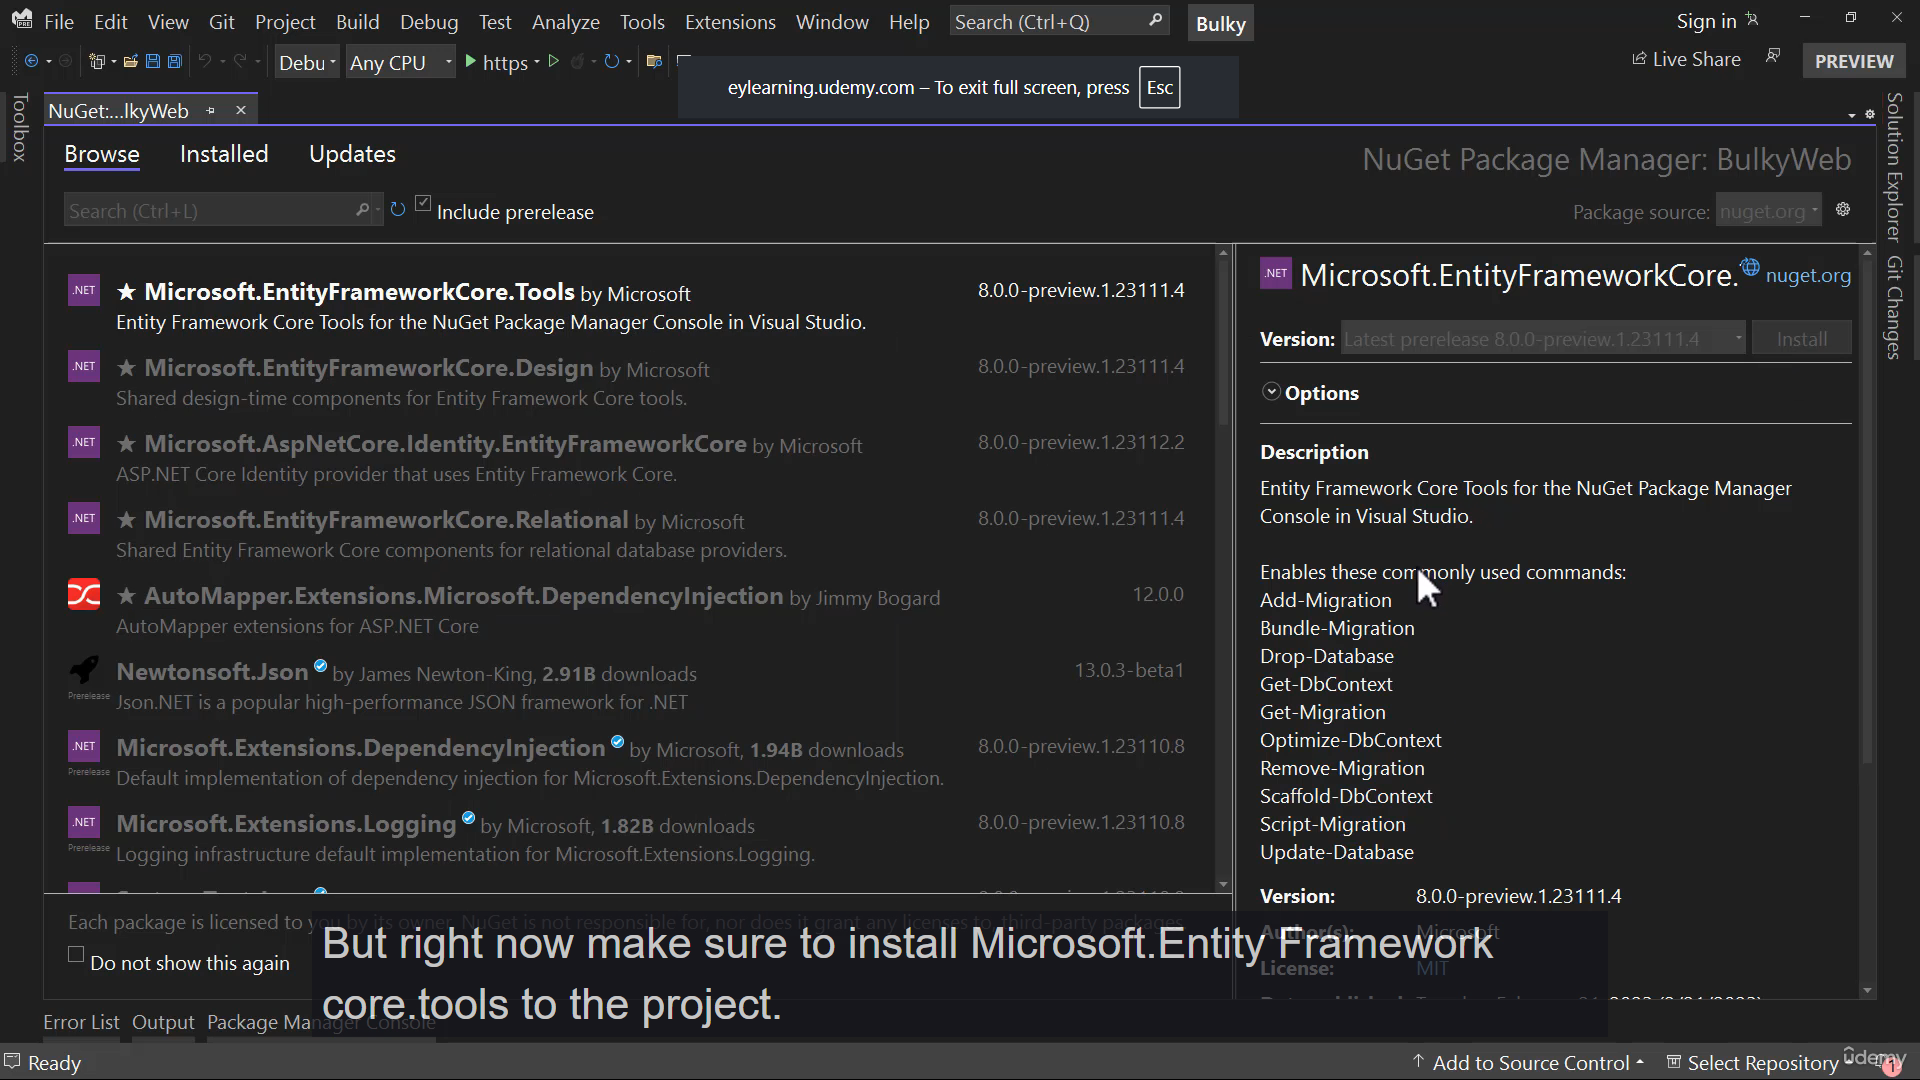 File Edit View Git Project Build Debug Test Analyze Tools Extensions Window Help Search (Ctrl+Q) Bulky Sign in
Debu Any CPU https Live Share PREVIEW
eylearning.udemy.com – To exit full screen, press Esc
Toolbox
NuGet:...lkyWeb
Solution Explorer
Git Changes
Browse Installed Updates
NuGet Package Manager: BulkyWeb
Search (Ctrl+L) Include prerelease
Package source: nuget.org
.NET ★ Microsoft.EntityFrameworkCore.Tools by Microsoft 8.0.0-preview.1.23111.4
Entity Framework Core Tools for the NuGet Package Manager Console in Visual Studio.
.NET ★ Microsoft.EntityFrameworkCore.Design by Microsoft 8.0.0-preview.1.23111.4
Shared design-time components for Entity Framework Core tools.
.NET ★ Microsoft.AspNetCore.Identity.EntityFrameworkCore by Microsoft 8.0.0-preview.1.23112.2
ASP.NET Core Identity provider that uses Entity Framework Core.
.NET ★ Microsoft.EntityFrameworkCore.Relational by Microsoft 8.0.0-preview.1.23111.4
Shared Entity Framework Core components for relational database providers.
★ AutoMapper.Extensions.Microsoft.DependencyInjection by Jimmy Bogard 12.0.0
AutoMapper extensions for ASP.NET Core
Newtonsoft.Json by James Newton-King, 2.91B downloads 13.0.3-beta1
Prerelease Json.NET is a popular high-performance JSON framework for .NET
.NET Microsoft.Extensions.DependencyInjection by Microsoft, 1.94B downloads 8.0.0-preview.1.23110.8
Prerelease Default implementation of dependency injection for Microsoft.Extensions.DependencyInjection.
.NET Microsoft.Extensions.Logging by Microsoft, 1.82B downloads 8.0.0-preview.1.23110.8
Prerelease Logging infrastructure default implementation for Microsoft.Extensions.Logging.
Each package is licensed to you by its owner. NuGet is not responsible for, nor does it grant any licenses to, third-party packages.
Do not show this again
.NET Microsoft.EntityFrameworkCore. nuget.org
Version: Latest prerelease 8.0.0-preview.1.23111.4 Install
Options
Description
Entity Framework Core Tools for the NuGet Package Manager
Console in Visual Studio.
Enables these commonly used commands:
Add-Migration
Bundle-Migration
Drop-Database
Get-DbContext
Get-Migration
Optimize-DbContext
Remove-Migration
Scaffold-DbContext
Script-Migration
Update-Database
Version: 8.0.0-preview.1.23111.4
Author(s): Microsoft
License: MIT
But right now make sure to install Microsoft.Entity Framework
core.tools to the project.
Error List Output Package Manager Console
Ready Add to Source Control Select Repository
ûdemy
1